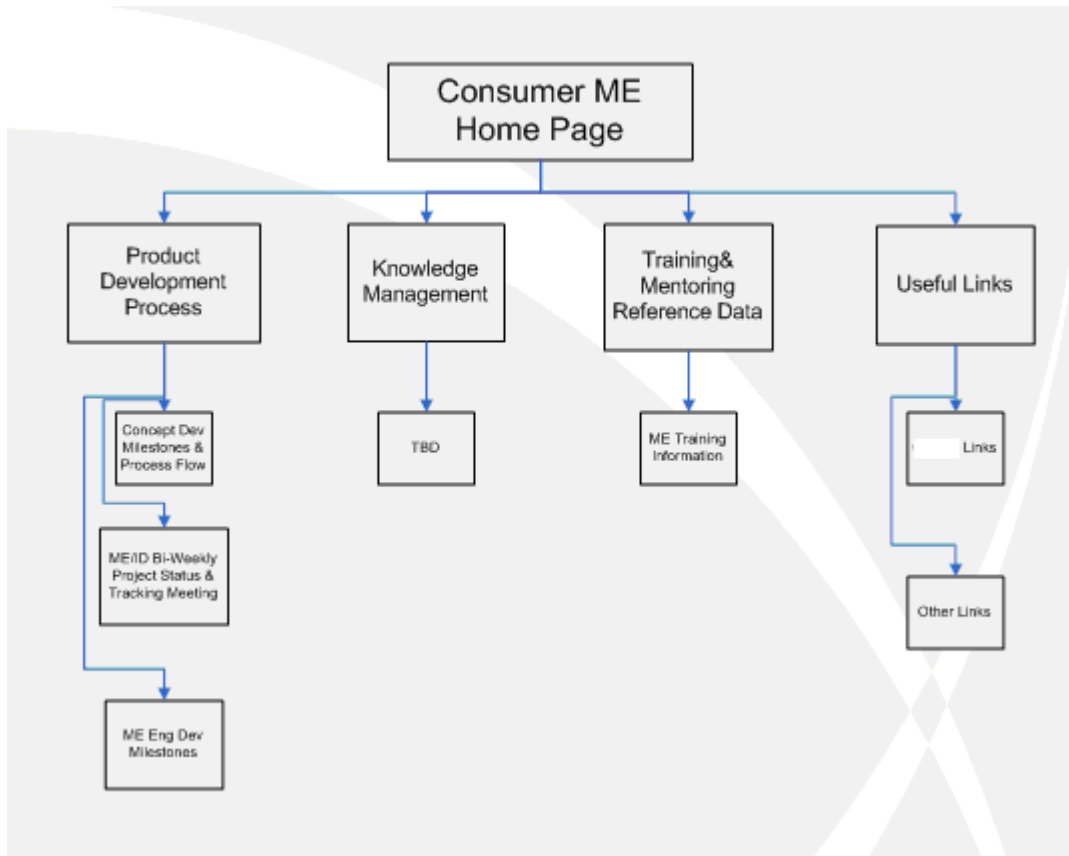 Consumer ME
Home Page
Product
Development
Process
Knowledge
Management
Training&
Mentoring
Reference Data
Useful Links
Concept Dev
Milestones &
Process Flow
TBD
ME Training
Information
Links
ME/ID Bi-Weekly
Project Status &
Tracking Meeting
Other Links
ME Eng Dev
Milestones